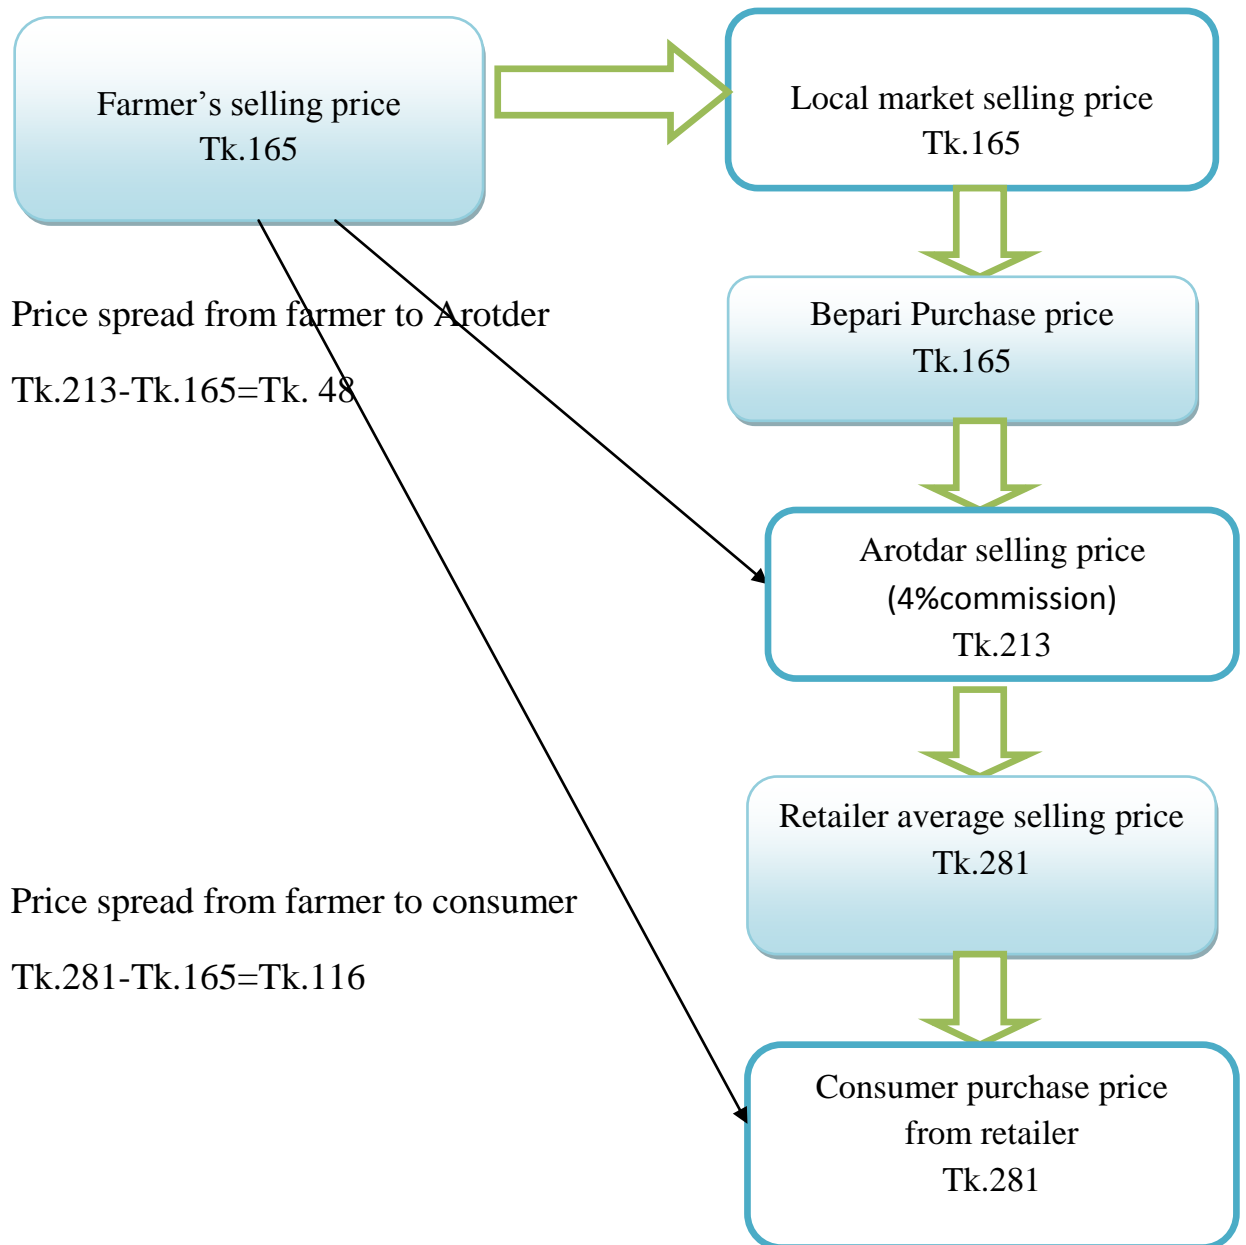 Farmer’s selling price
Tk.165
Local market selling price
Tk.165
Price spread from farmer to Arotder
Tk.213-Tk.165=Tk. 48
Bepari Purchase price
Tk.165
Arotdar selling price
(4%commission)
Tk.213
Retailer average selling price
Tk.281
Price spread from farmer to consumer
Tk.281-Tk.165=Tk.116
Consumer purchase price
from retailer
Tk.281